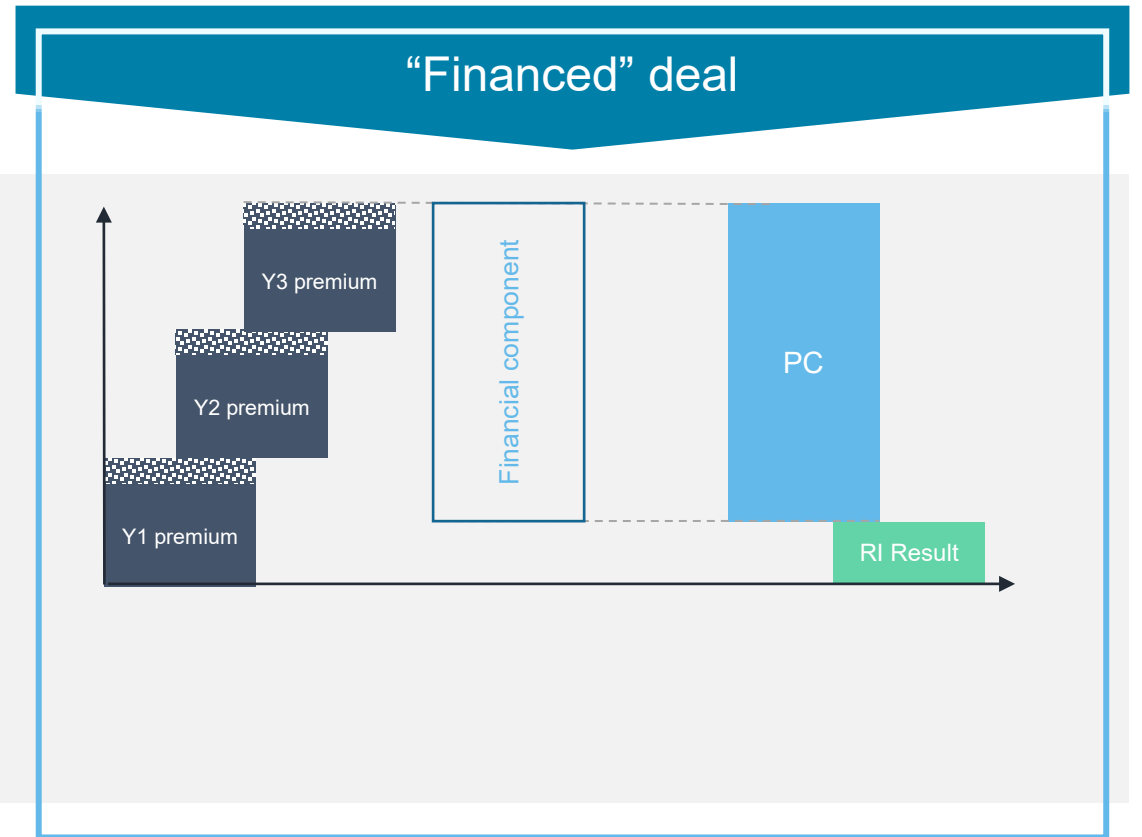 “Financed” deal
Y3 premium
Y2 premium
Y1 premium
Financial component
PC
RI Result